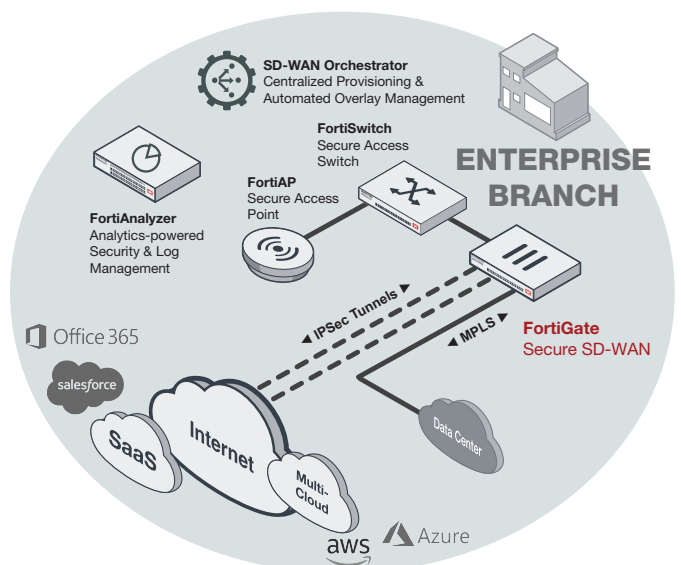 SD-WAN Orchestrator
Centralized Provisioning &
Automated Overlay Management
FortiSwitch
Secure Access
Switch
ENTERPRISE
BRANCH
FortiAP
Secure Access
Point
FortiAnalyzer
Analytics-powered
Security & Log
Management
◄ IPSec Tunnels ►
◄ MPLS ►
FortiGate
Secure SD-WAN
Office 365
salesforce
SaaS
Internet
Multi-
Cloud
Data Center
aws
Azure